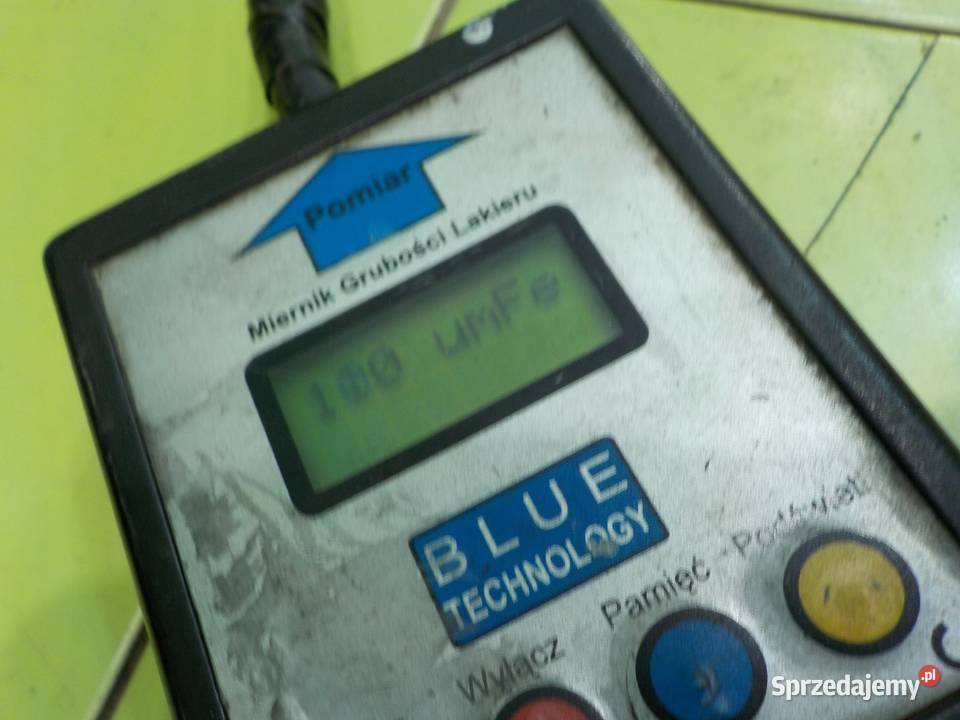 Pomiar
Miernik Grubości Lakieru
100 umFe
BLUE
TECHNOLOGY
Wyłącz
Pamięć - Podświetl
Sprzedajemy.pl